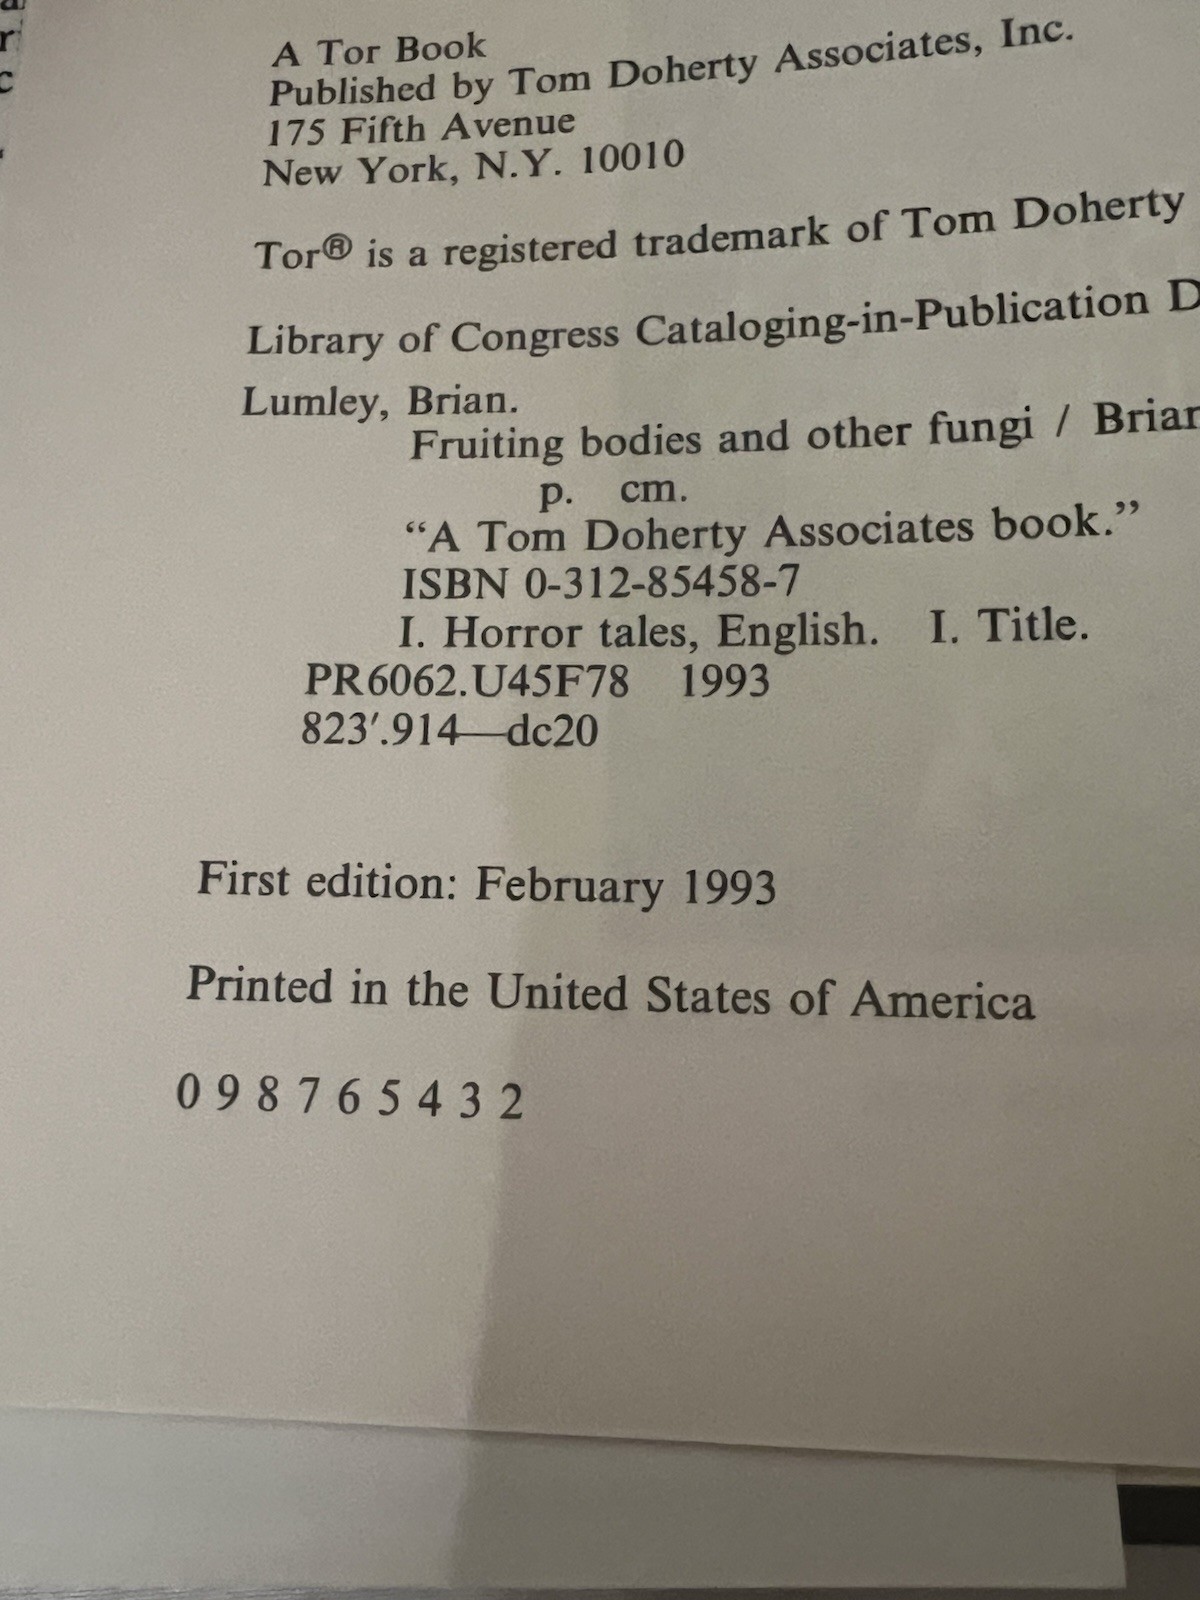 A Tor Book
Published by Tom Doherty Associates, Inc.
175 Fifth Avenue
New York, N.Y. 10010
Tor® is a registered trademark of Tom Doherty
Library of Congress Cataloging-in-Publication
Lumley, Brian.
Fruiting bodies and other fungi /
p. cm.
“A Tom Doherty Associates book.”
ISBN 0-312-85458-7
I. Horror tales, English. I. Title.
PR6062.U45F78 1993
823′.914—dc20
First edition: February 1993
Printed in the United States of America
0 9 8 7 6 5 4 3 2